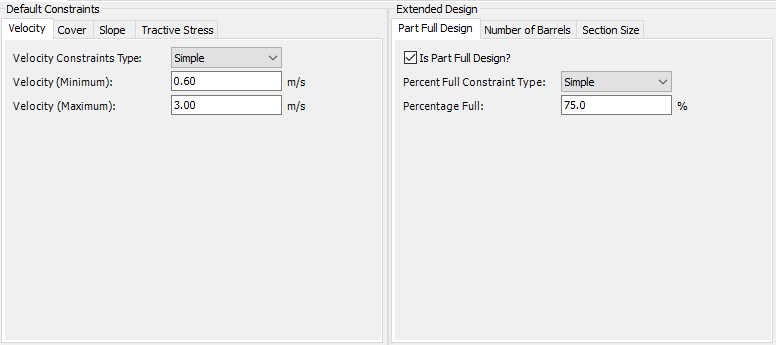 Default Constraints
Velocity Cover Slope Tractive Stress
Velocity Constraints Type: Simple
Velocity (Minimum): 0.60 m/s
Velocity (Maximum): 3.00 m/s
Extended Design
Part Full Design Number of Barrels Section Size
Is Part Full Design?
Percent Full Constraint Type: Simple
Percentage Full: 75.0 %